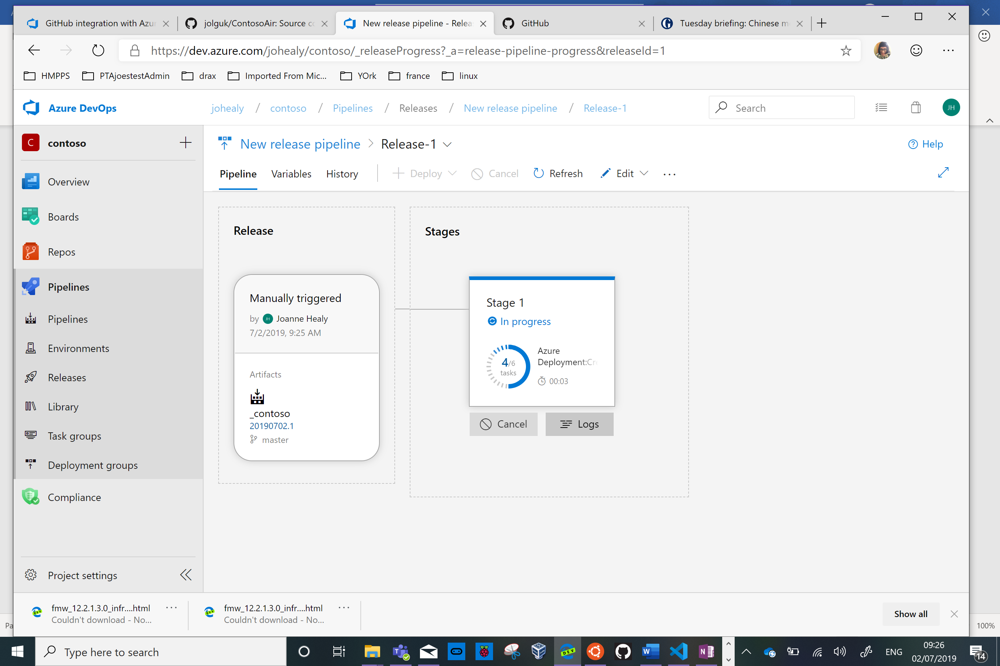 GitHub integration with Azur
jolguk/ContosoAir: Source co
New release pipeline - Relea
GitHub
Tuesday briefing: Chinese m
https://dev.azure.com/johealy/contoso/_releaseProgress?_a=release-pipeline-progress&releaseId=1
HMPPS
PTAjoestestAdmin
drax
Imported From Mic...
YOrk
france
linux
Azure DevOps
johealy / contoso / Pipelines / Releases / New release pipeline / Release-1
Search
JH
C
contoso
Overview
Boards
Repos
Pipelines
Pipelines
Environments
Releases
Library
Task groups
Deployment groups
Compliance
Project settings
New release pipeline > Release-1
Help
Pipeline
Variables
History
Deploy
Cancel
Refresh
Edit
Release
Manually triggered
by JH Joanne Healy
7/2/2019, 9:25 AM
Artifacts
_contoso
20190702.1
master
Stages
Stage 1
In progress
4/6
tasks
Azure
Deployment:Cre
00:03
Cancel
Logs
fmw_12.2.1.3.0_infr....html
Couldn't download - No...
fmw_12.2.1.3.0_infr....html
Couldn't download - No...
Show all
Pa
100%
Type here to search
DEV
ENG
09:26
02/07/2019
14